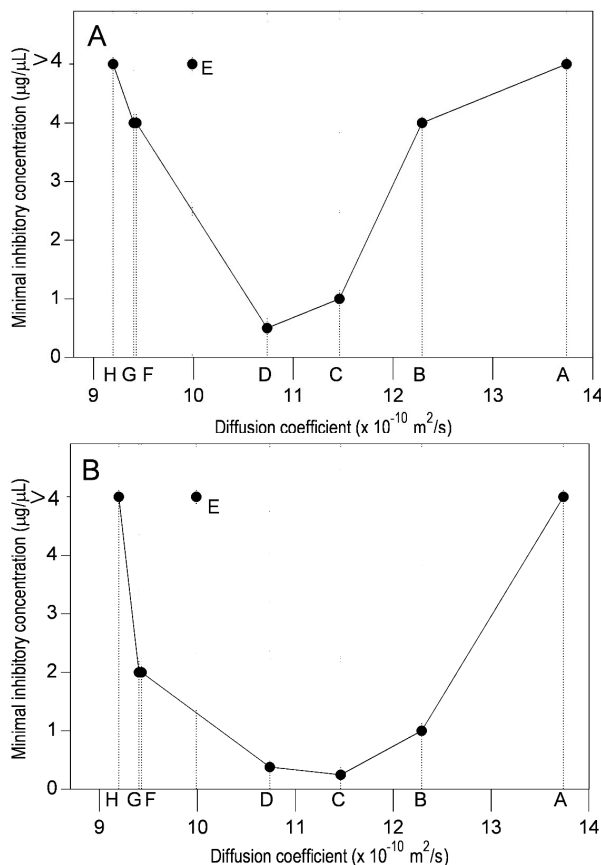 A
Minimal inhibitory concentration (µg/µL)
>4
4
3
2
1
0
E
H G F D C B A
9 10 11 12 13 14
Diffusion coefficient (x 10⁻¹⁰ m²/s)
B
Minimal inhibitory concentration (µg/µL)
>4
4
3
2
1
0
E
H G F D C B A
9 10 11 12 13 14
Diffusion coefficient (x 10⁻¹⁰ m²/s)